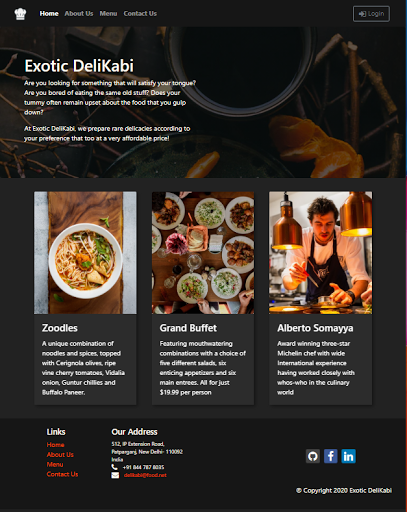 Home About Us Menu Contact Us Login
Exotic DeliKabi
Are you looking for something that will satisfy your tongue?
Are you bored of eating the same old stuff? Does your
tummy often remain upset about the food that you gulp
down?
At Exotic DeliKabi, we prepare rare delicacies according to
your preference that too at a very affordable price!
Zoodles
A unique combination of
noodles and spices, topped
with Cerignola olives, ripe
vine cherry tomatoes, Vidalia
onion, Guntur chillies and
Buffalo Paneer.
Grand Buffet
Featuring mouthwatering
combinations with a choice of
five different salads, six
enticing appetizers and six
main entrees. All for just
$19.99 per person
Alberto Somayya
Award winning three-star
Michelin chef with wide
International experience
having worked closely with
whos-who in the culinary
world
Links
Home
About Us
Menu
Contact Us
Our Address
512, IP Extension Road,
Patparganj, New Delhi- 110092
India
+91 844 787 8035
delikabi@food.net
© Copyright 2020 Exotic DeliKabi